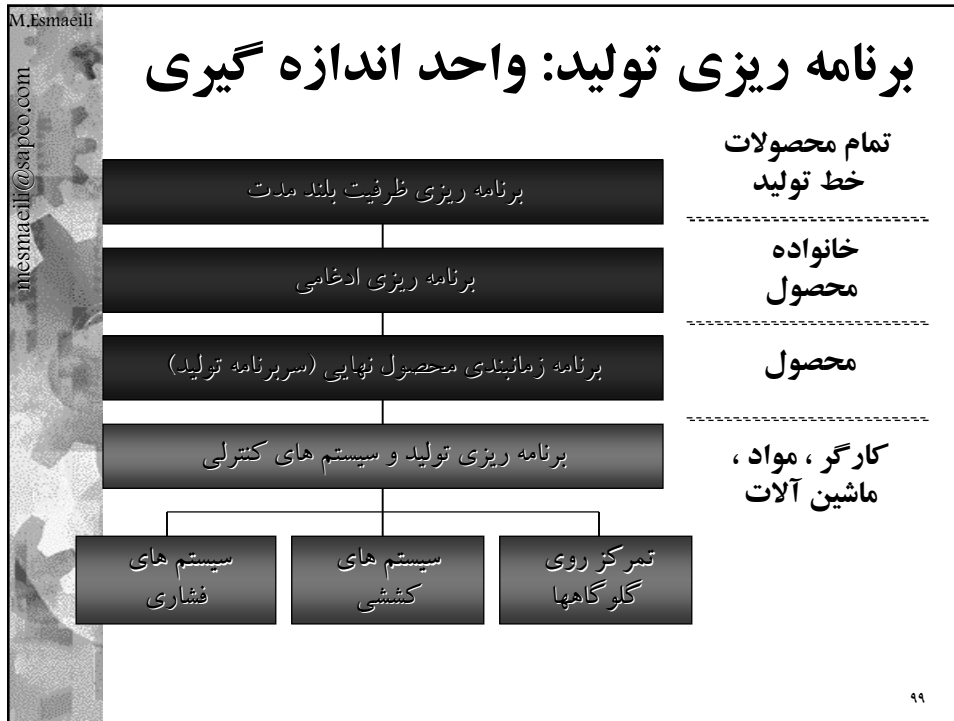 M.Esmaeili
mesmaeili@sapco.com
برنامه ریزی تولید: واحد اندازه گیری
تمام محصولات
خط تولید
برنامه ریزی ظرفیت بلند مدت
خانواده
محصول
برنامه ریزی ادغامی
محصول
برنامه زمانبندی محصول نهایی (سربرنامه تولید)
کارگر ، مواد ،
ماشین آلات
برنامه ریزی تولید و سیستم های کنترلی
تمرکز روی
گلوگاهها
سیستم های
کششی
سیستم های
فشاری
۹۹